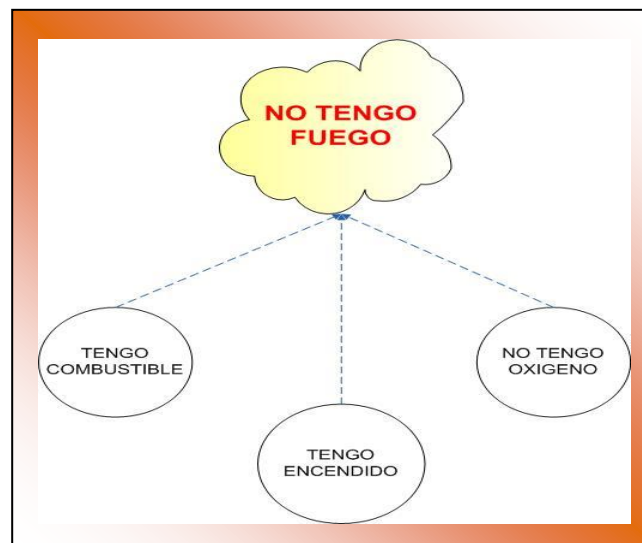 NO TENGO
FUEGO
TENGO
COMBUSTIBLE
NO TENGO
OXIGENO
TENGO
ENCENDIDO